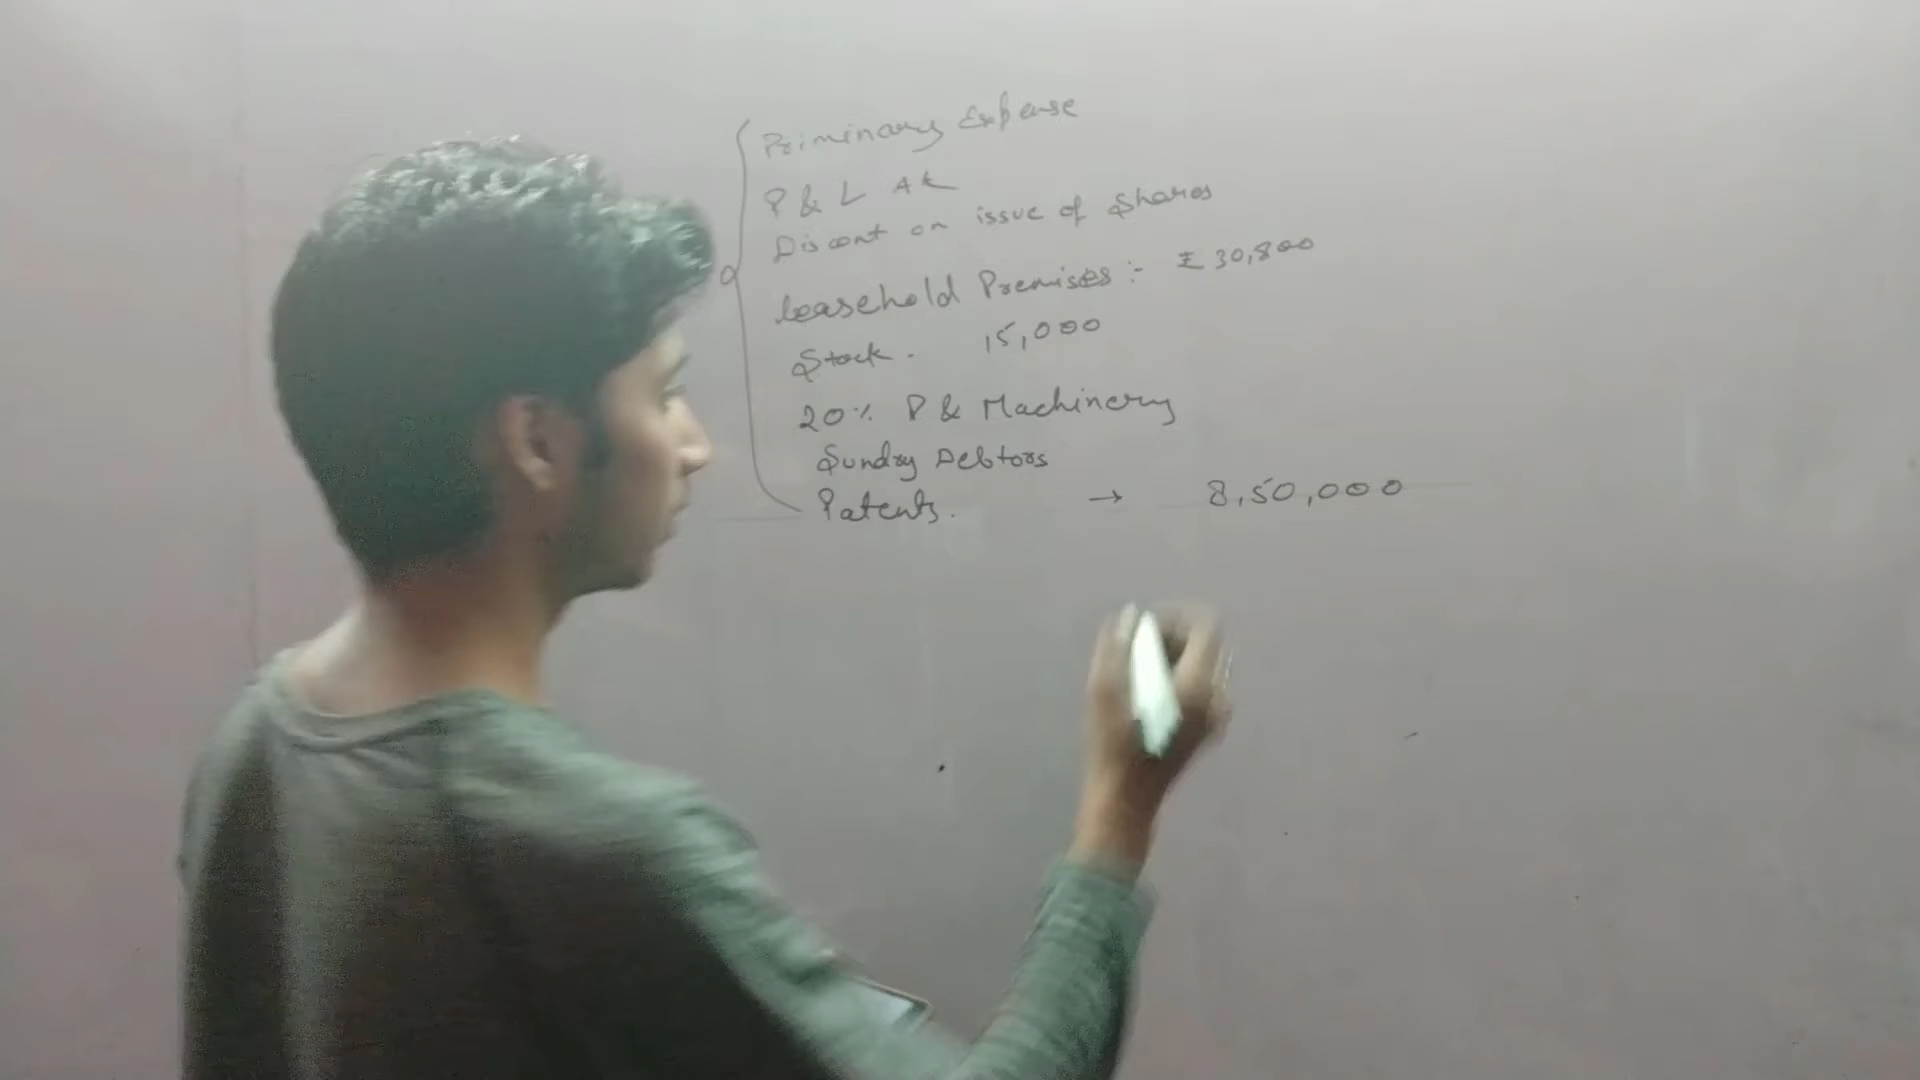 Priminary Expense
P & L A/c
Discont on issue of Shares
leasehold Premises :- ₹ 30,800
Stock. 15,000
20% P & Machinery
Sundry Debtors
Patents. → 8,50,000